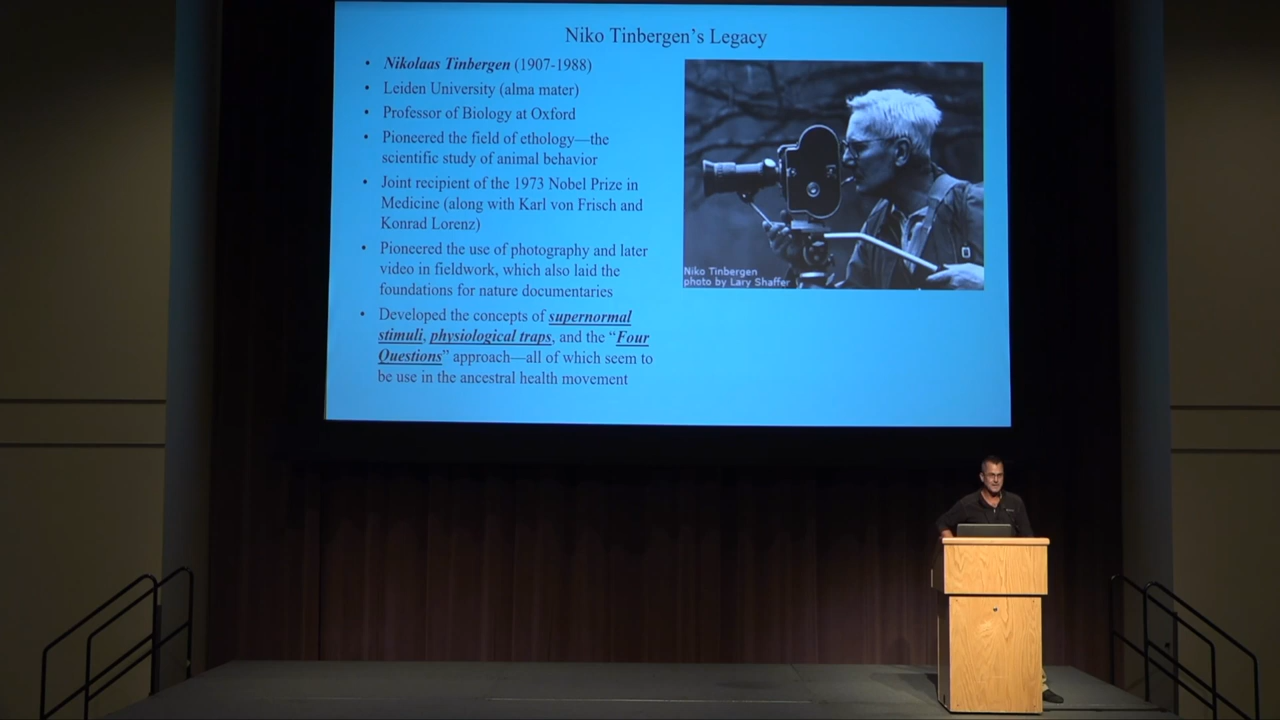 Niko Tinbergen's Legacy
• Nikolaas Tinbergen (1907-1988)
• Leiden University (alma mater)
• Professor of Biology at Oxford
• Pioneered the field of ethology—the
scientific study of animal behavior
• Joint recipient of the 1973 Nobel Prize in
Medicine (along with Karl von Frisch and
Konrad Lorenz)
• Pioneered the use of photography and later
video in fieldwork, which also laid the
foundations for nature documentaries
• Developed the concepts of supernormal
stimuli, physiological traps, and the “Four
Questions” approach—all of which seem to
be use in the ancestral health movement
Niko Tinbergen
photo by Lary Shaffer